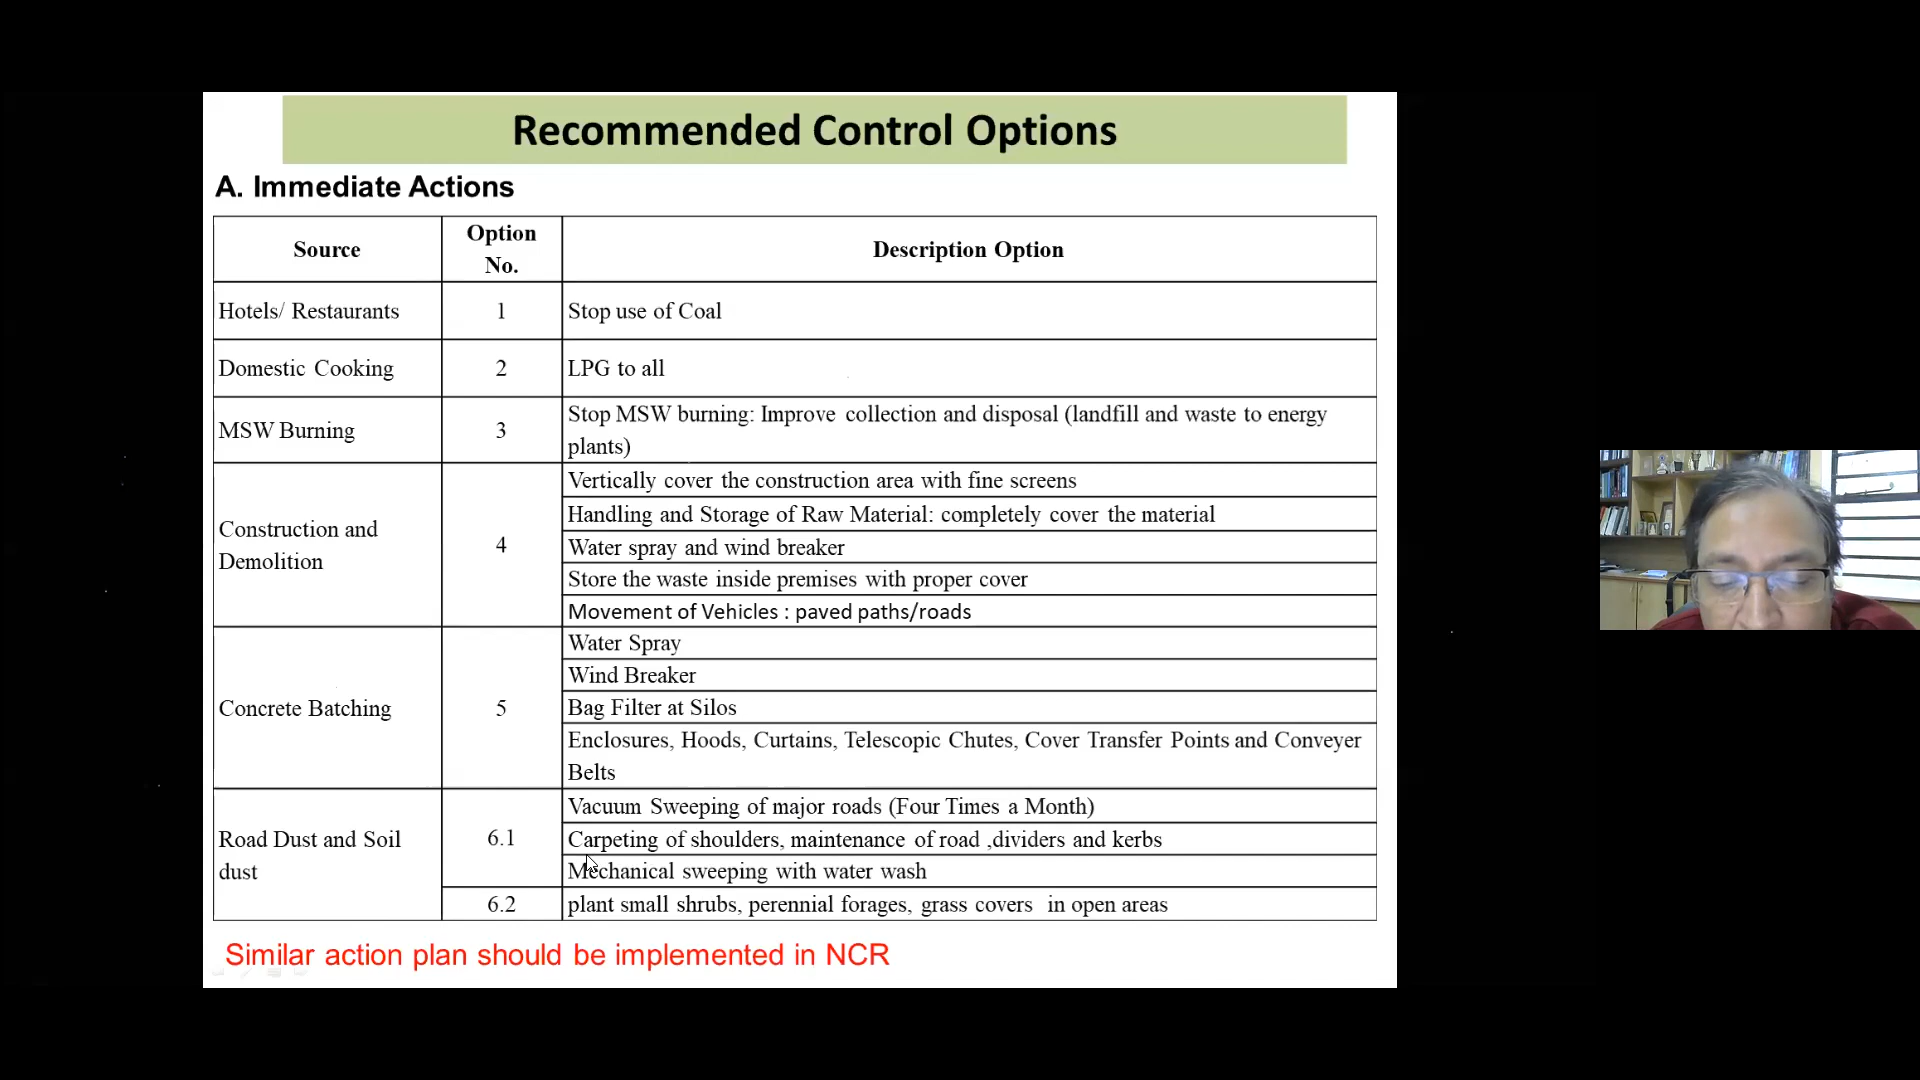 Recommended Control Options
A. Immediate Actions
Source
Option
No.
Description Option
Hotels/ Restaurants
1
Stop use of Coal
Domestic Cooking
2
LPG to all
MSW Burning
3
Stop MSW burning: Improve collection and disposal (landfill and waste to energy
plants)
Construction and
Demolition
4
Vertically cover the construction area with fine screens
Handling and Storage of Raw Material: completely cover the material
Water spray and wind breaker
Store the waste inside premises with proper cover
Movement of Vehicles : paved paths/roads
Concrete Batching
5
Water Spray
Wind Breaker
Bag Filter at Silos
Enclosures, Hoods, Curtains, Telescopic Chutes, Cover Transfer Points and Conveyer
Belts
Road Dust and Soil
dust
6.1
Vacuum Sweeping of major roads (Four Times a Month)
Carpeting of shoulders, maintenance of road ,dividers and kerbs
Mechanical sweeping with water wash
6.2
plant small shrubs, perennial forages, grass covers in open areas
Similar action plan should be implemented in NCR